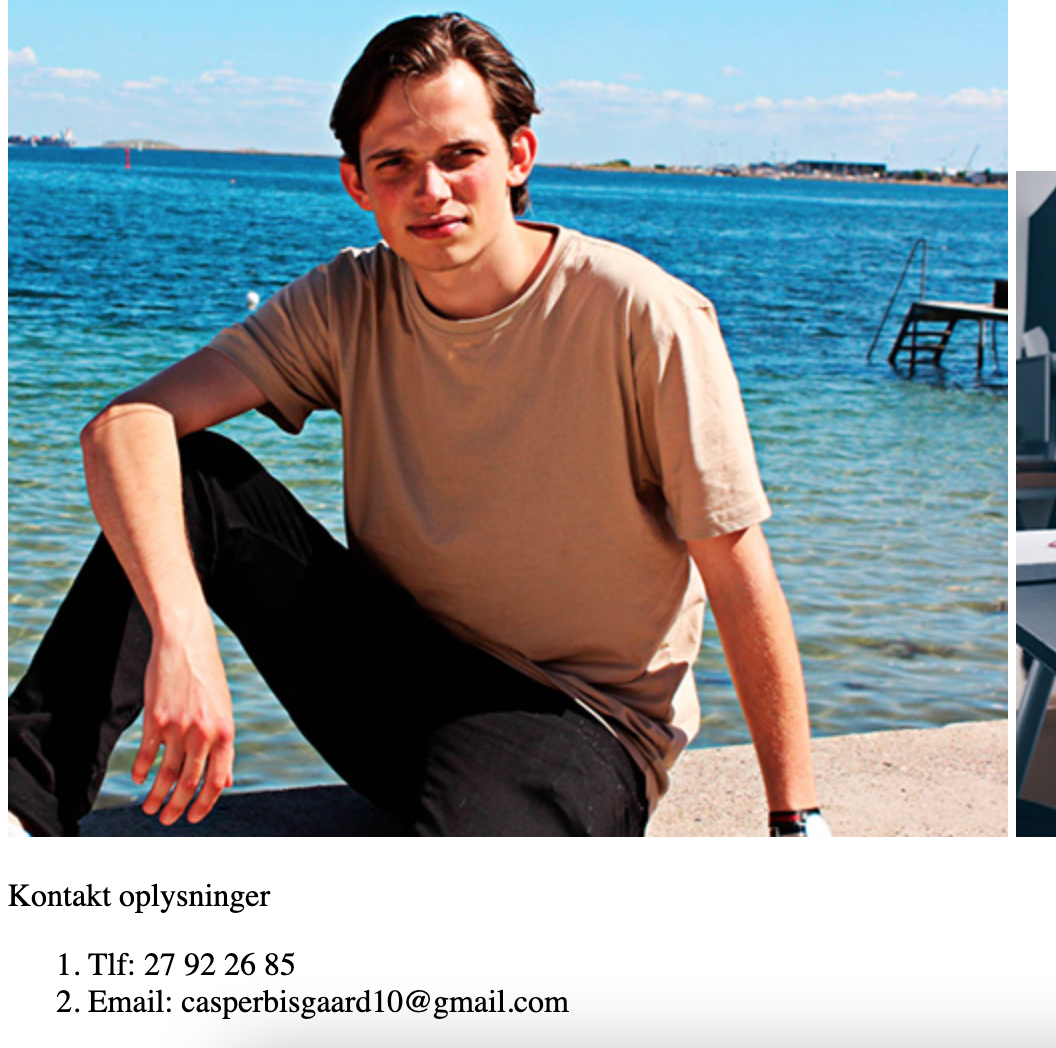 Kontakt oplysninger
1. Tlf: 27 92 26 85
2. Email: casperbisgaard10@gmail.com